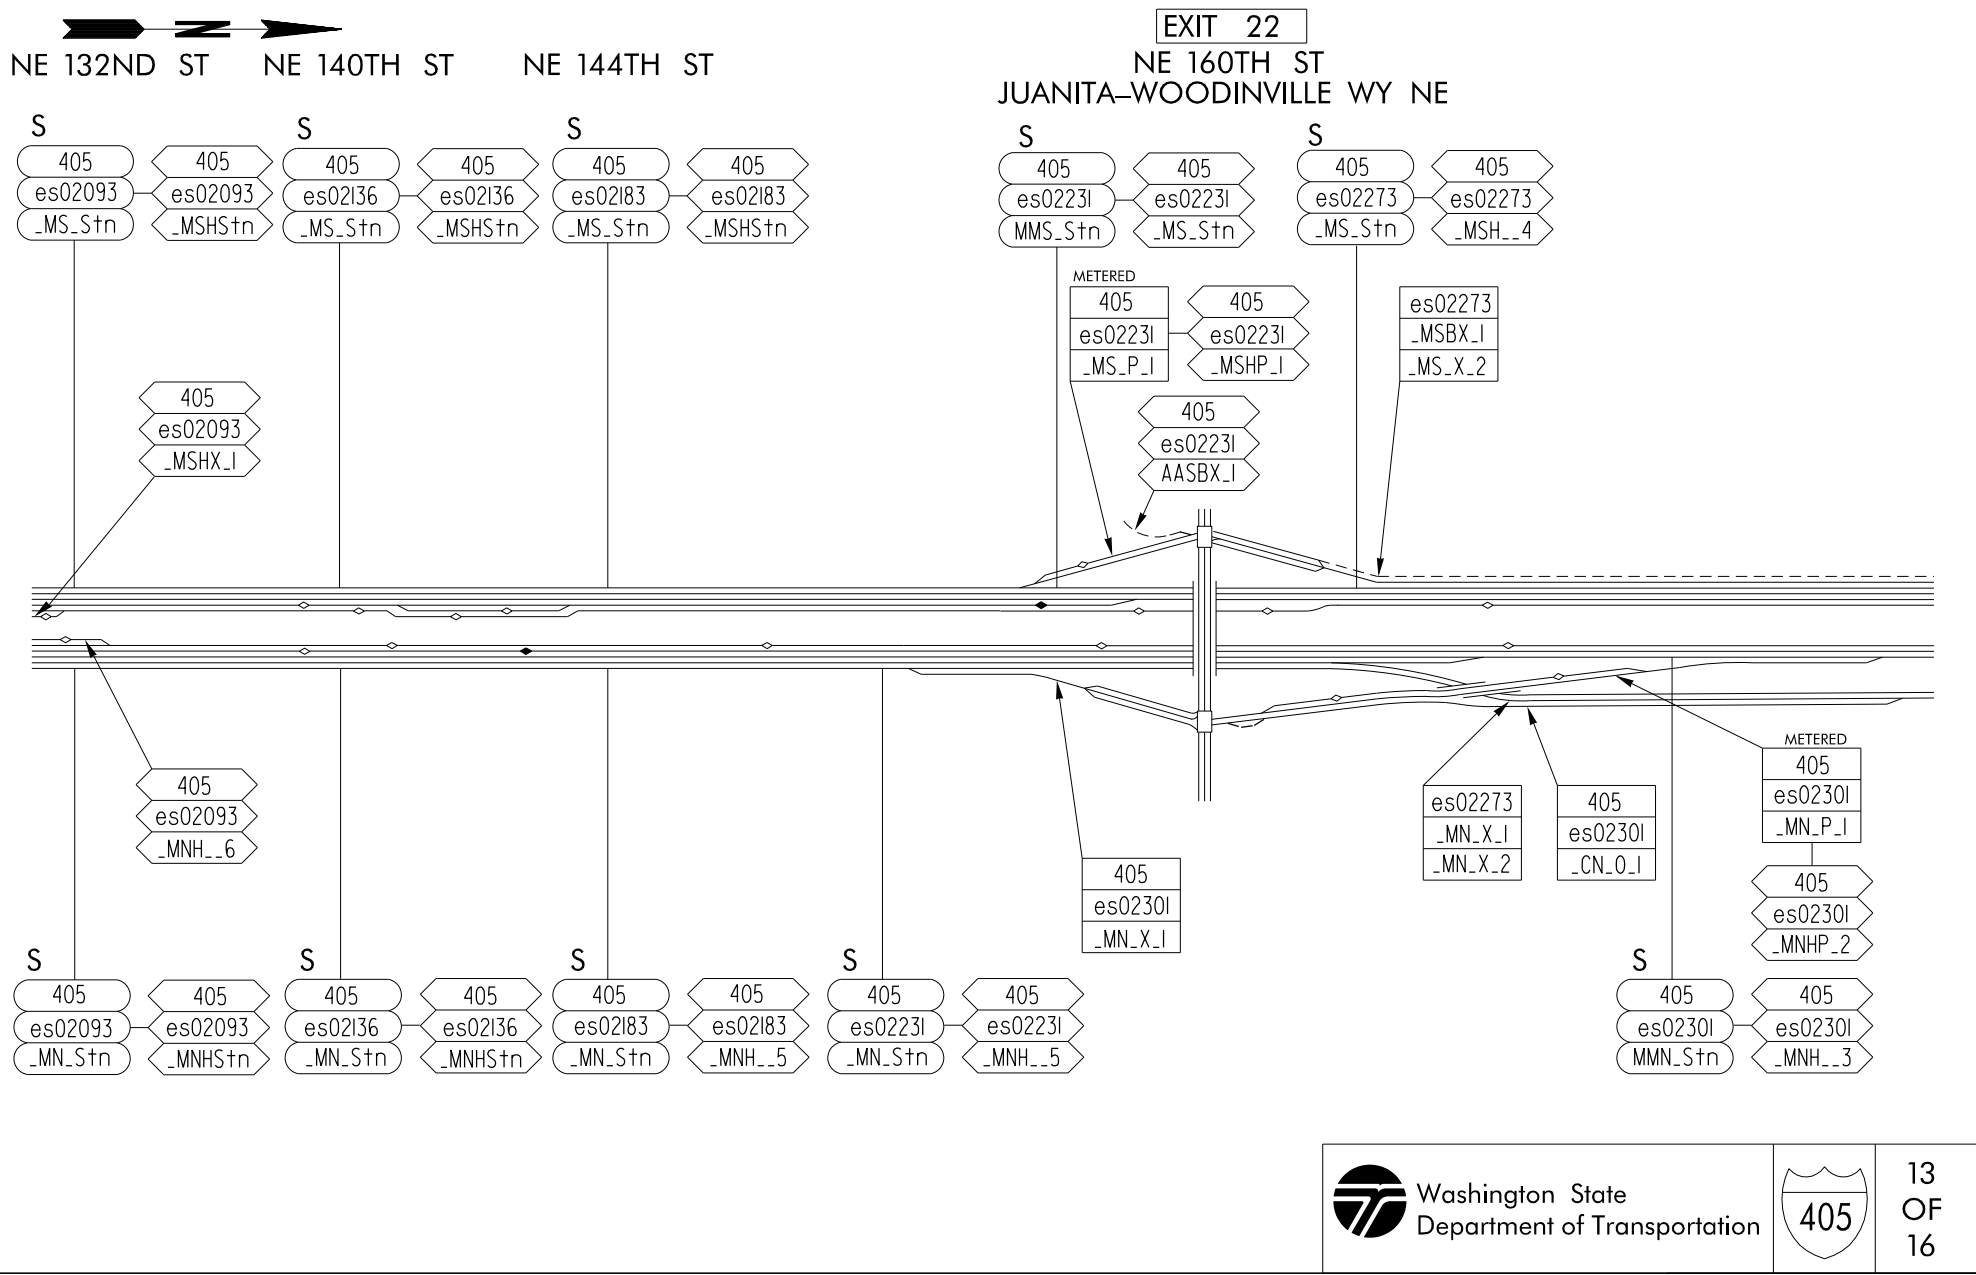 N
EXIT 22
NE 132ND ST NE 140TH ST NE 144TH ST
NE 160TH ST
JUANITA–WOODINVILLE WY NE
S
405
es02093
_MS_Stn
405
es02093
_MSHStn
S
405
es02136
_MS_Stn
405
es02136
_MSHStn
S
405
es02183
_MS_Stn
405
es02183
_MSHStn
S
405
es02231
MMS_Stn
405
es02231
_MS_Stn
S
405
es02273
_MS_Stn
405
es02273
_MSH__4
METERED
405
es02231
_MS_P_1
405
es02231
_MSHP_1
es02273
_MSBX_1
_MS_X_2
405
es02093
_MSHX_1
405
es02231
AASBX_1
405
es02093
_MNH__6
405
es02301
_MN_X_1
es02273
_MN_X_1
_MN_X_2
405
es02301
_CN_O_1
METERED
405
es02301
_MN_P_1
405
es02301
_MNHP_2
S
405
es02093
_MN_Stn
405
es02093
_MNHStn
S
405
es02136
_MN_Stn
405
es02136
_MNHStn
S
405
es02183
_MN_Stn
405
es02183
_MNH__5
S
405
es02231
_MN_Stn
405
es02231
_MNH__5
S
405
es02301
MMN_Stn
405
es02301
_MNH__3
Washington State
Department of Transportation
405
13
OF
16